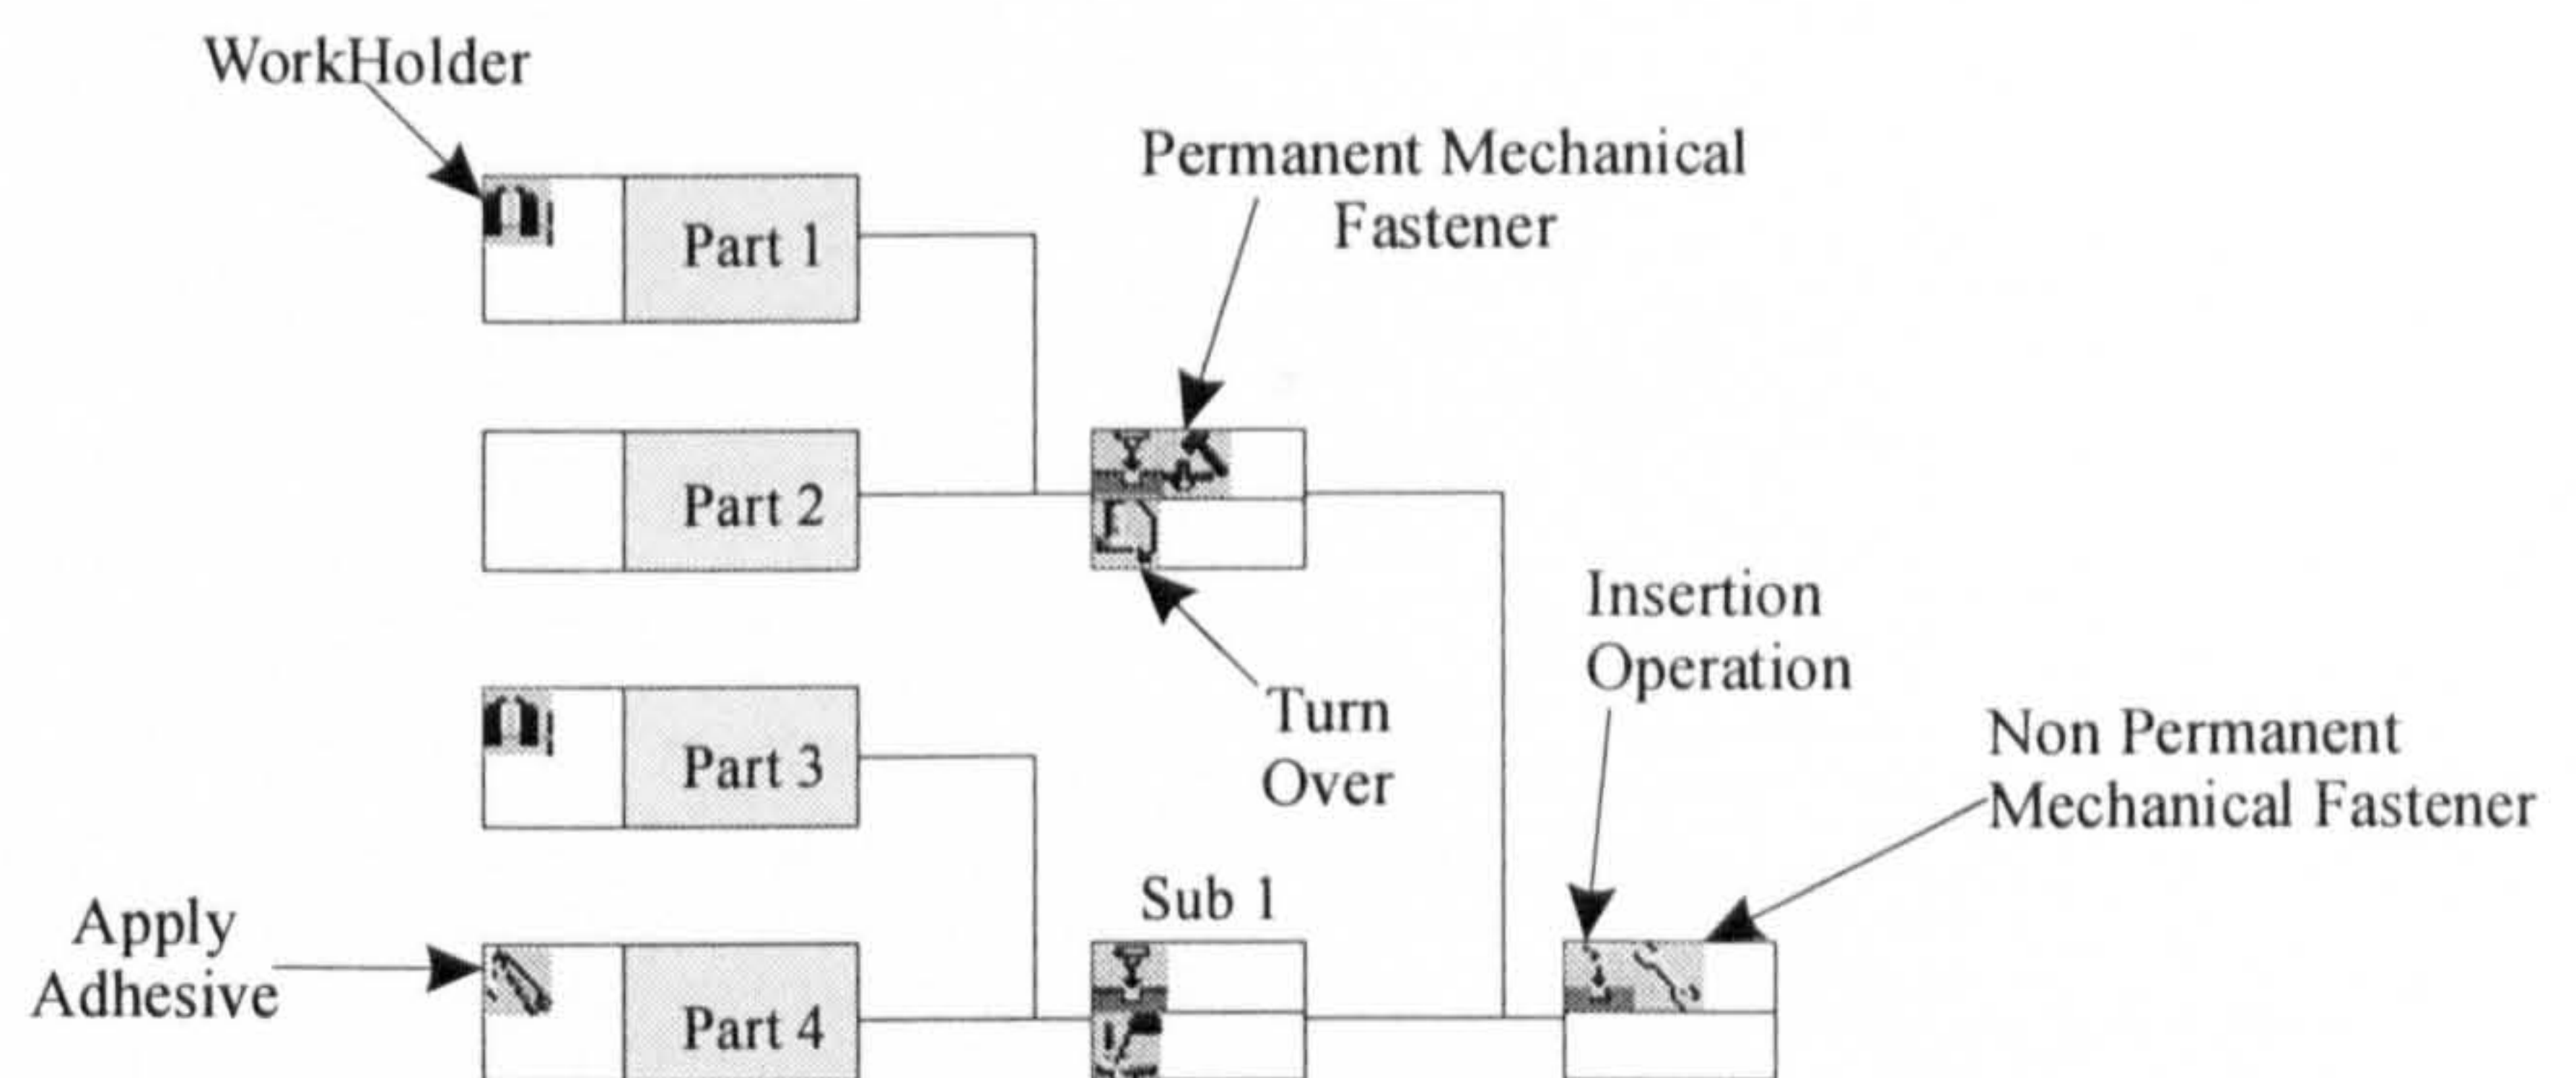 WorkHolder
Permanent Mechanical
Fastener
Part 1
Part 2
Turn
Over
Insertion
Operation
Non Permanent
Mechanical Fastener
Part 3
Sub 1
Apply
Adhesive
Part 4